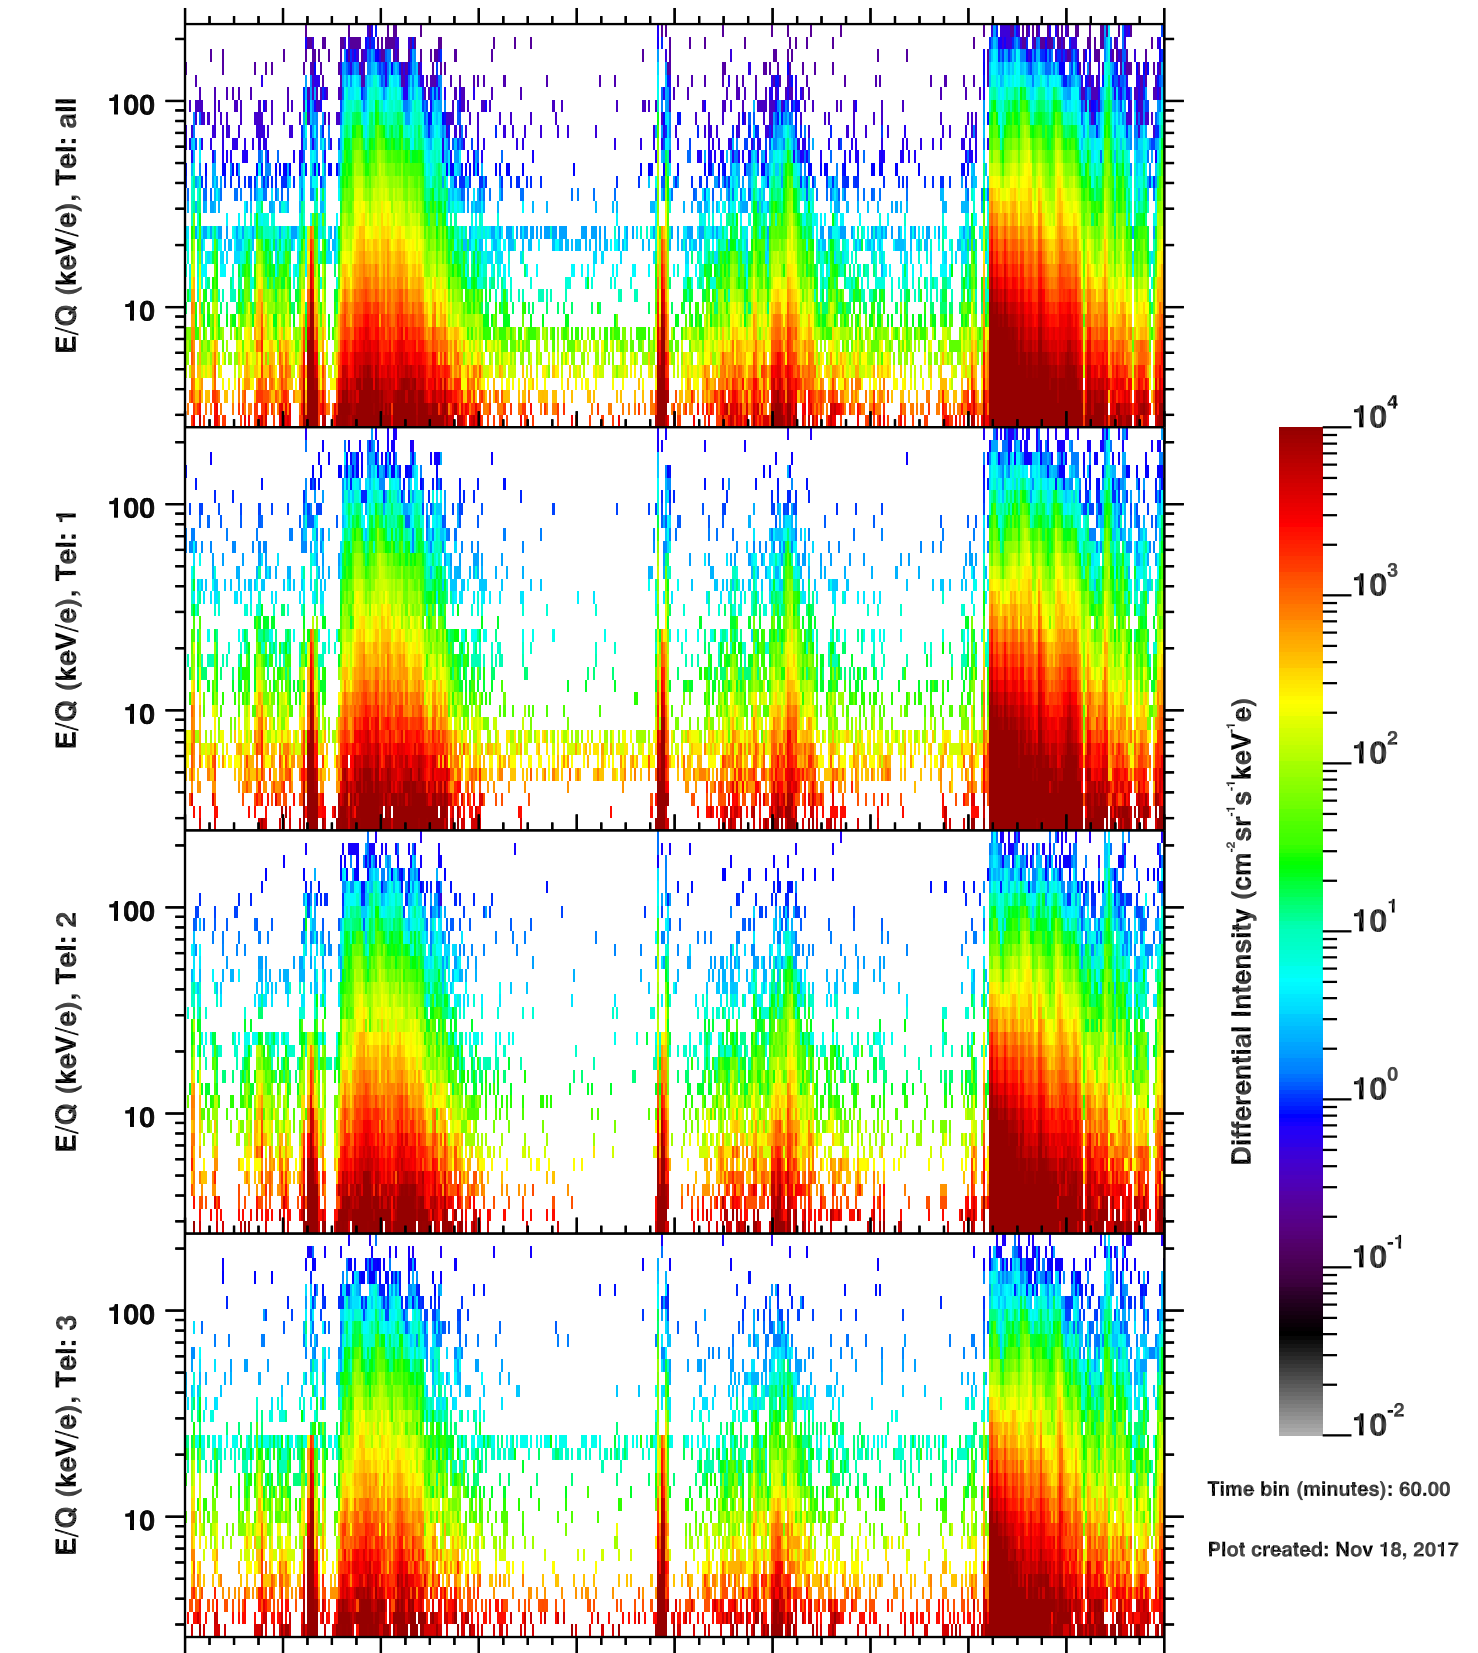 E/Q (keV/e), Tel: all
100
10
E/Q (keV/e), Tel: 1
100
10
E/Q (keV/e), Tel: 2
100
10
E/Q (keV/e), Tel: 3
100
10
Differential Intensity (cm⁻²sr⁻¹s⁻¹keV⁻¹e)
10⁴
10³
10²
10¹
10⁰
10⁻¹
10⁻²
Time bin (minutes): 60.00
Plot created: Nov 18, 2017